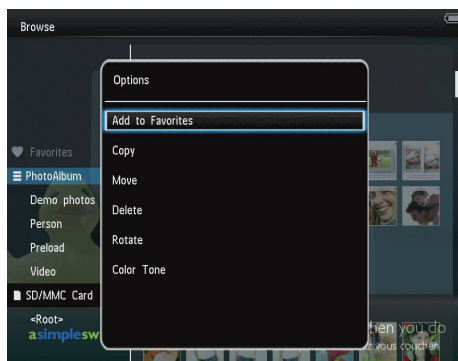 Browse
Options
Add to Favorites
Copy
Move
Delete
Rotate
Color Tone
Favorites
PhotoAlbum
Demo photos
Person
Preload
Video
SD/MMC Card
<Root>
asimplesw
hen you do
vous coucher.